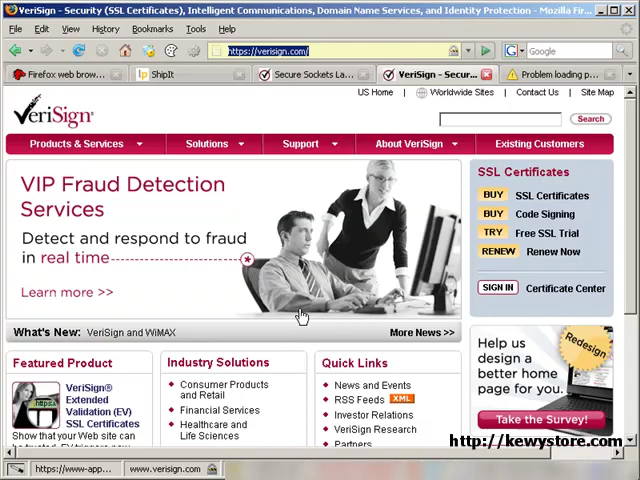 VeriSign - Security (SSL Certificates), Intelligent Communications, Domain Name Services, and Identity Protection - Mozilla Fir...
File Edit View History Bookmarks Tools Help
https://verisign.com/
Google
Firefox web brow...
ShipIt
Secure Sockets La...
VeriSign - Secur...
Problem loading p...
US Home
Worldwide Sites
Contact Us
Site Map
VeriSign®
Search
Products & Services
Solutions
Support
About VeriSign
Existing Customers
VIP Fraud Detection
Services
Detect and respond to fraud
in real time
Learn more >>
SSL Certificates
BUY SSL Certificates
BUY Code Signing
TRY Free SSL Trial
RENEW Renew Now
SIGN IN Certificate Center
What's New: VeriSign and WiMAX
More News >>
Featured Product
VeriSign®
Extended
Validation (EV)
SSL Certificates
https:
Show that your Web site can
Industry Solutions
Consumer Products
and Retail
Financial Services
Healthcare and
Life Sciences
Quick Links
News and Events
RSS Feeds XML
Investor Relations
VeriSign Research
Partners
Help us
design a
better home
page for you.
Redesign
Take the Survey!
http://kewystore.com
https://www-app...
www.verisign.com